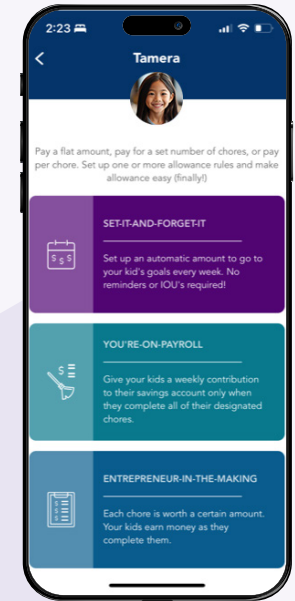 2:23
Tamera
Pay a flat amount, pay for a set number of chores, or pay
per chore. Set up one or more allowance rules and make
allowance easy (finally!)
SET-IT-AND-FORGET-IT
$ $ $
Set up an automatic amount to go to
your kid's goals every week. No
reminders or IOU's required!
YOU'RE-ON-PAYROLL
$
Give your kids a weekly contribution
to their savings account only when
they complete all of their designated
chores.
ENTREPRENEUR-IN-THE-MAKING
$
$
$
Each chore is worth a certain amount.
Your kids earn money as they
complete them.